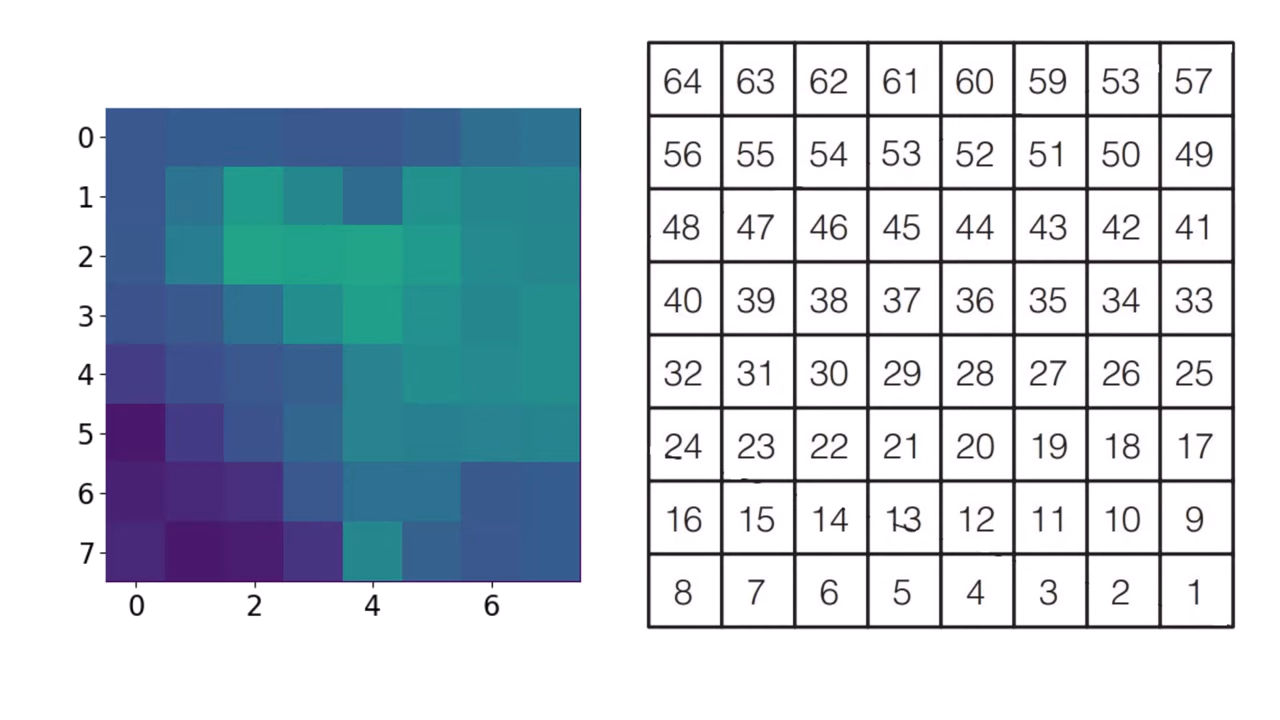 0
1
2
3
4
5
6
7
0 2 4 6
64 63 62 61 60 59 53 57
56 55 54 53 52 51 50 49
48 47 46 45 44 43 42 41
40 39 38 37 36 35 34 33
32 31 30 29 28 27 26 25
24 23 22 21 20 19 18 17
16 15 14 13 12 11 10 9
8 7 6 5 4 3 2 1